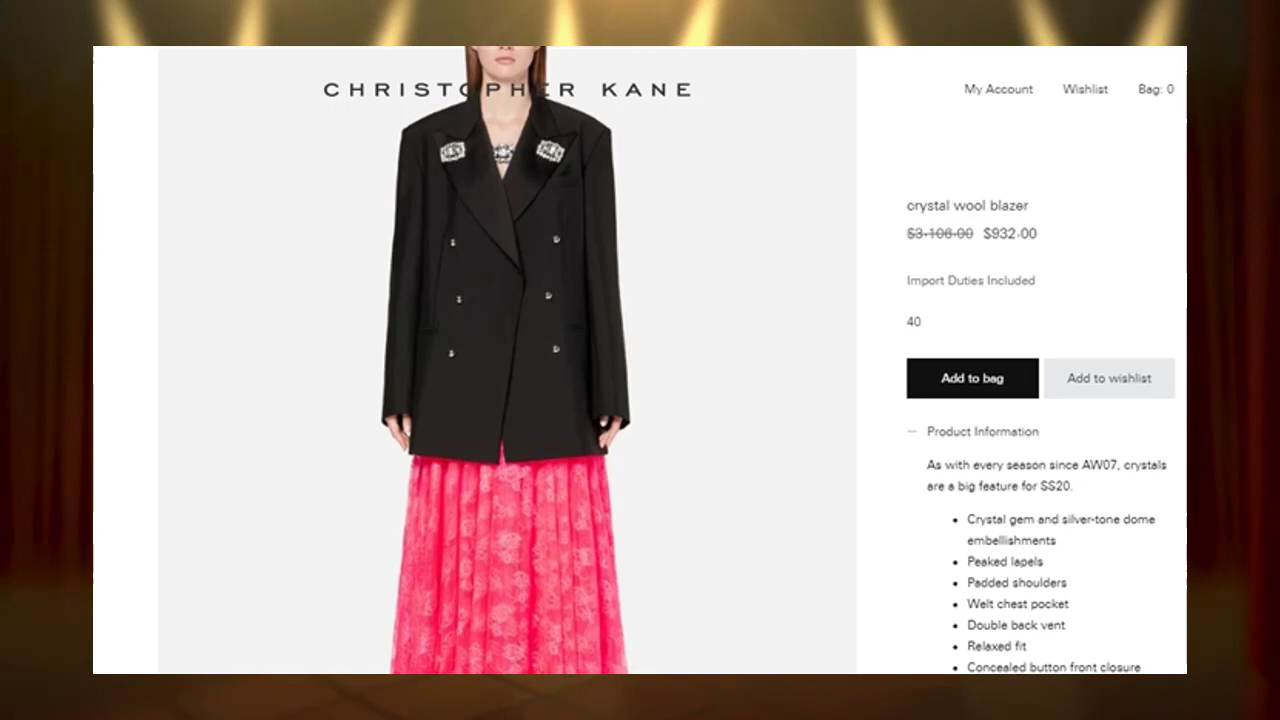 CHRISTOPHER KANE
My Account Wishlist Bag: 0
crystal wool blazer
$3,106.00 $932.00
Import Duties Included
40
Add to bag Add to wishlist
Product Information
As with every season since AW07, crystals
are a big feature for SS20.
Crystal gem and silver-tone dome
embellishments
Peaked lapels
Padded shoulders
Welt chest pocket
Double back vent
Relaxed fit
Concealed button front closure